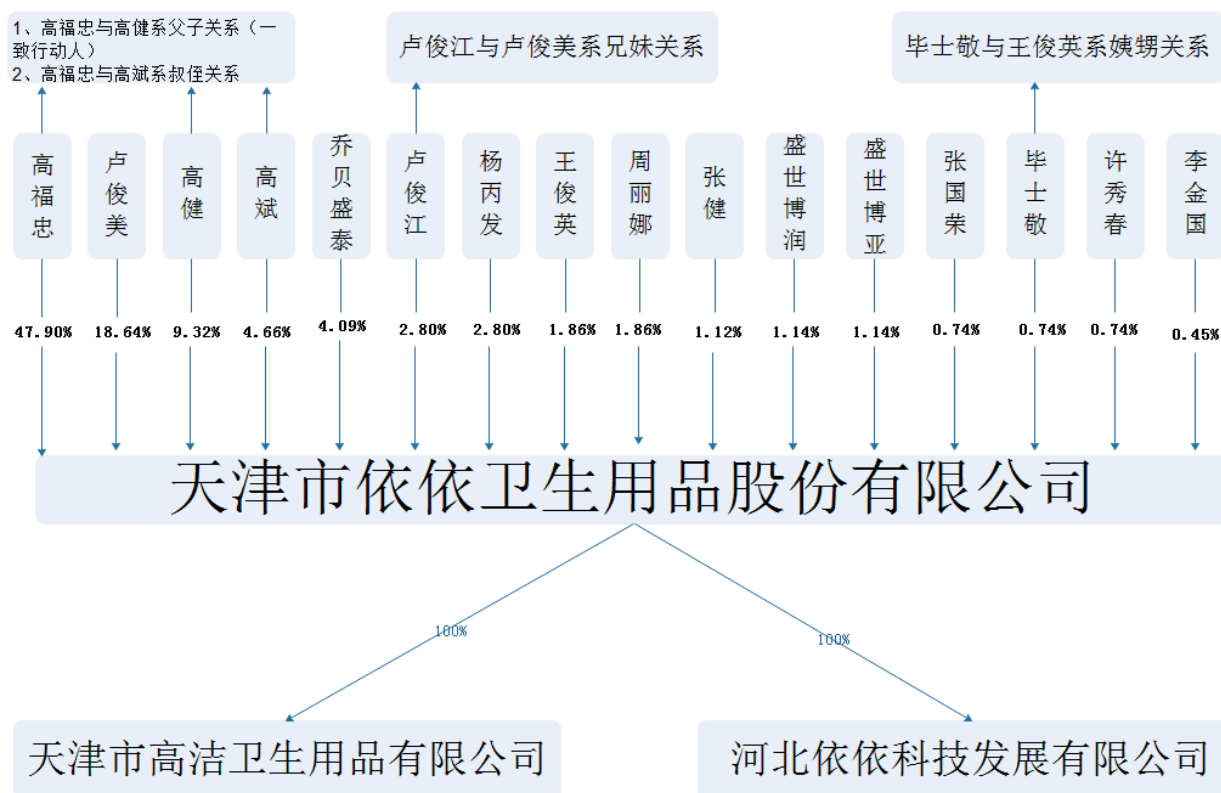 1、高福忠与高健系父子关系（一
致行动人）
2、高福忠与高斌系叔侄关系
卢俊江与卢俊美系兄妹关系
毕士敬与王俊英系姨甥关系
高福忠
卢俊美
高健
高斌
乔贝盛泰
卢俊江
杨丙发
王俊英
周丽娜
张健
盛世博润
盛世博亚
张国荣
毕士敬
许秀春
李金国
47.90%
18.64%
9.32%
4.66%
4.09%
2.80%
2.80%
1.86%
1.86%
1.12%
1.14%
1.14%
0.74%
0.74%
0.74%
0.45%
天津市依依卫生用品股份有限公司
100%
100%
天津市高洁卫生用品有限公司
河北依依科技发展有限公司